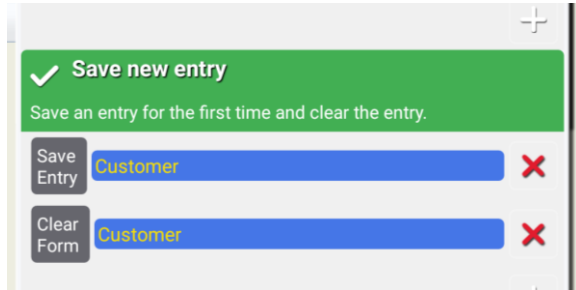 Save new entry
Save an entry for the first time and clear the entry.
Save
Entry
Customer
Clear
Form
Customer